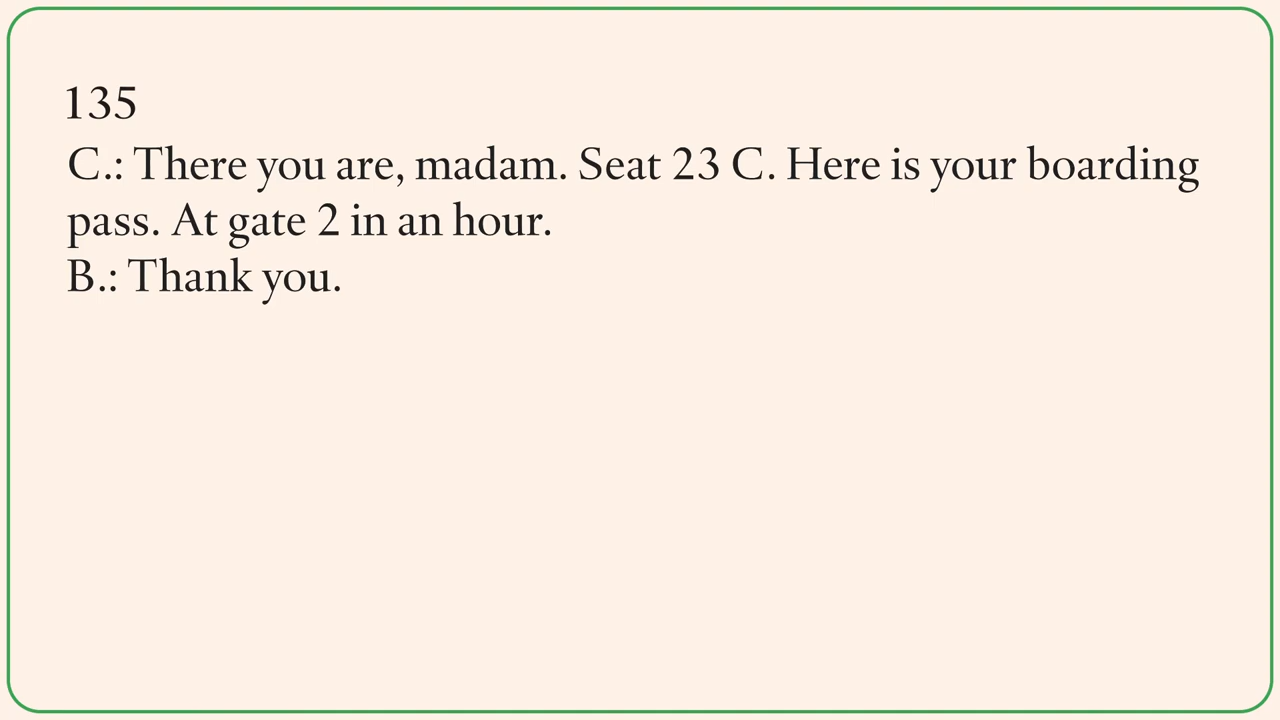 135
C.: There you are, madam. Seat 23 C. Here is your boarding
pass. At gate 2 in an hour.
B.: Thank you.